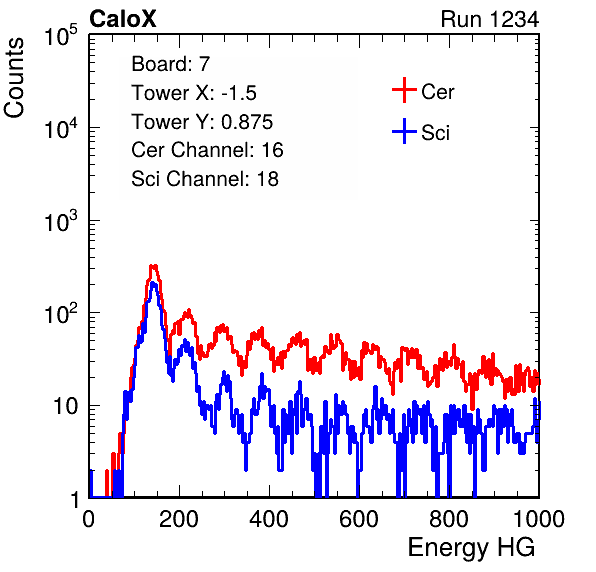 CaloX Run 1234
Counts
10^5
10^4
10^3
10^2
10
1
Board: 7
Tower X: -1.5
Tower Y: 0.875
Cer Channel: 16
Sci Channel: 18
Cer
Sci
0 200 400 600 800 1000
Energy HG